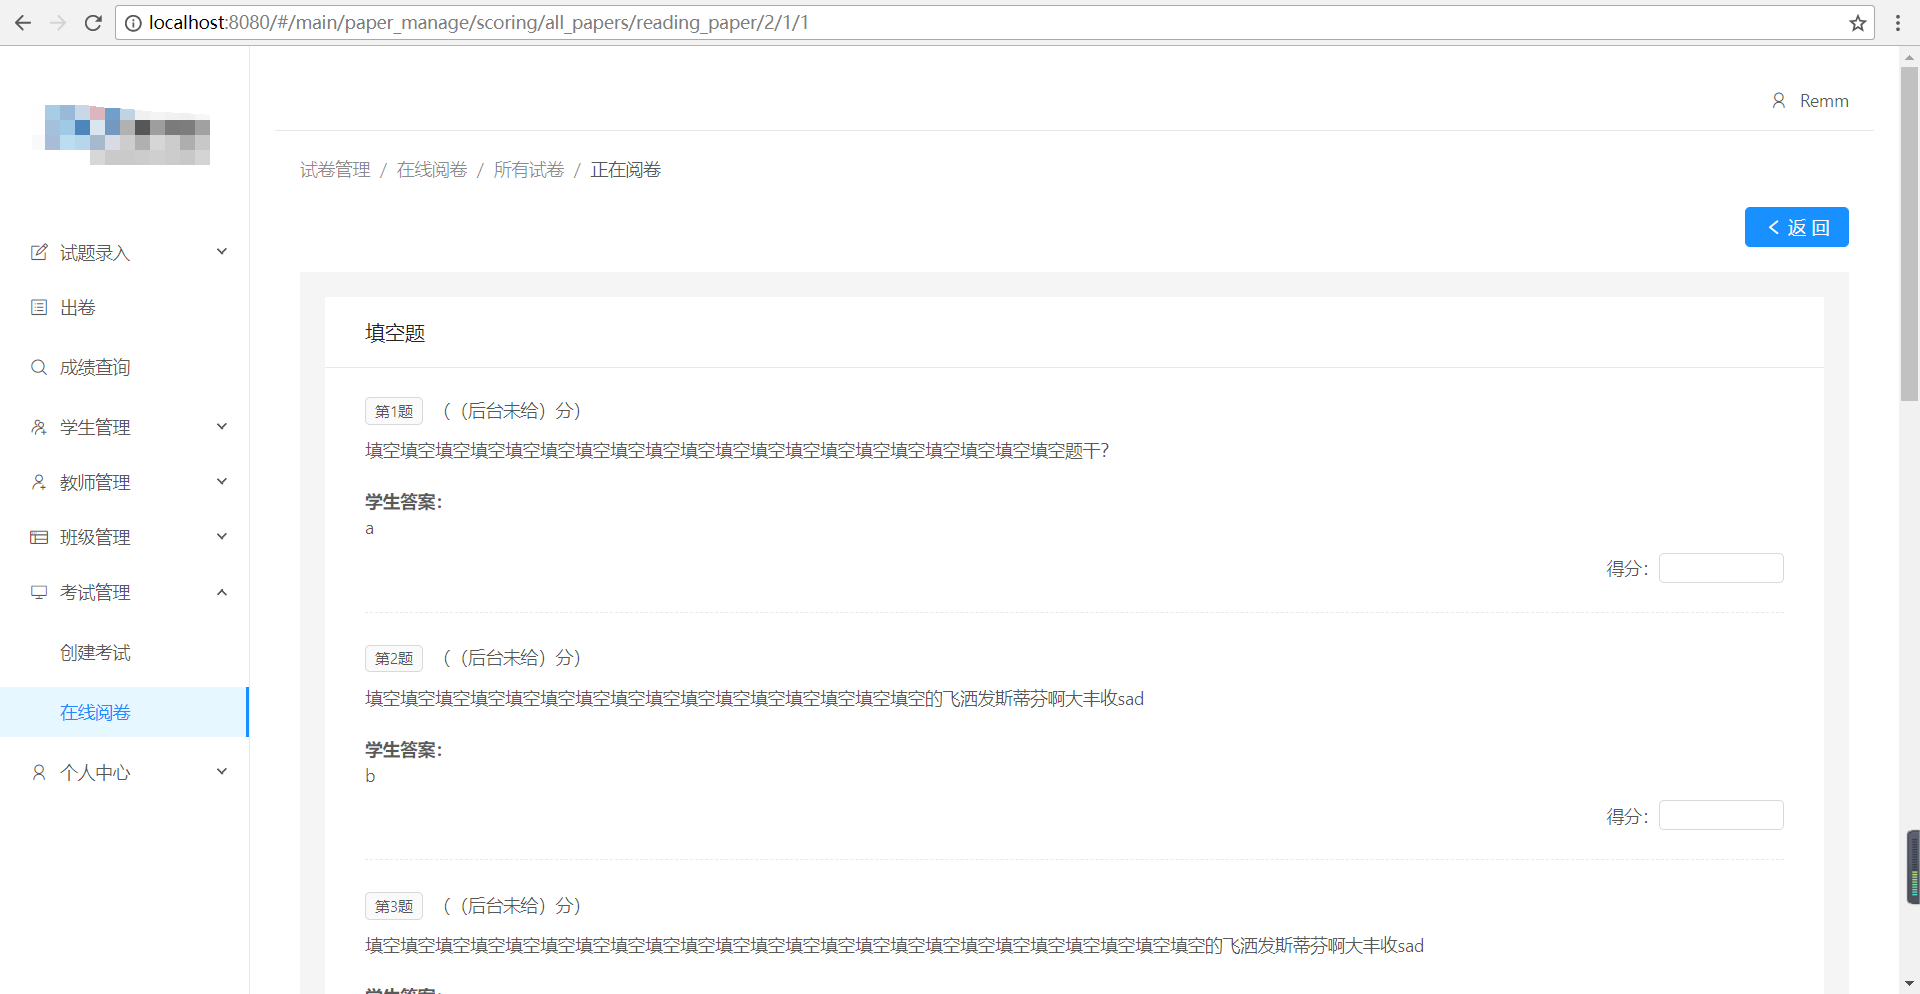 localhost:8080/#/main/paper_manage/scoring/all_papers/reading_paper/2/1/1
Remm
试卷管理 / 在线阅卷 / 所有试卷 / 正在阅卷
返 回
试题录入
出卷
成绩查询
学生管理
教师管理
班级管理
考试管理
创建考试
在线阅卷
个人中心
填空题
第1题 （（后台未给）分）
填空填空填空填空填空填空填空填空填空填空填空填空填空填空填空填空填空填空填空填空题干？
学生答案：
a
得分：
第2题 （（后台未给）分）
填空填空填空填空填空填空填空填空填空填空填空填空填空填空填空填空的飞洒发斯蒂芬啊大丰收sad
学生答案：
b
得分：
第3题 （（后台未给）分）
填空填空填空填空填空填空填空填空填空填空填空填空填空填空填空填空填空填空填空填空填空填空填空填空的飞洒发斯蒂芬啊大丰收sad
学生答案：